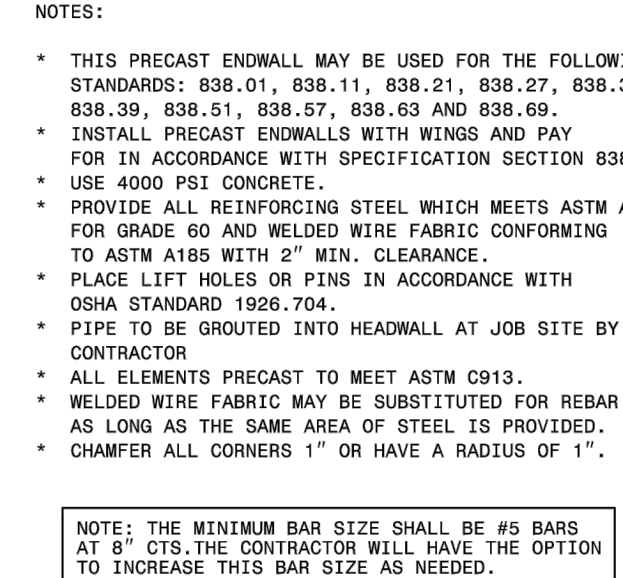 NOTES:
* THIS PRECAST ENDWALL MAY BE USED FOR THE
STANDARDS: 838.01, 838.11, 838.21, 838.27,
838.39, 838.51, 838.57, 838.63 AND 838.69.
* INSTALL PRECAST ENDWALLS WITH WINGS AND PAY
FOR IN ACCORDANCE WITH SPECIFICATION SECTION
* USE 4000 PSI CONCRETE.
* PROVIDE ALL REINFORCING STEEL WHICH MEETS ASTM
FOR GRADE 60 AND WELDED WIRE FABRIC CONFORMING
TO ASTM A185 WITH 2" MIN. CLEARANCE.
* PLACE LIFT HOLES OR PINS IN ACCORDANCE WITH
OSHA STANDARD 1926.704.
* PIPE TO BE GROUTED INTO HEADWALL AT JOB SITE BY
CONTRACTOR
* ALL ELEMENTS PRECAST TO MEET ASTM C913.
* WELDED WIRE FABRIC MAY BE SUBSTITUTED FOR REBAR
AS LONG AS THE SAME AREA OF STEEL IS PROVIDED.
* CHAMFER ALL CORNERS 1" OR HAVE A RADIUS OF 1".
NOTE: THE MINIMUM BAR SIZE SHALL BE #5 BARS
AT 8" CTS.THE CONTRACTOR WILL HAVE THE OPTION
TO INCREASE THIS BAR SIZE AS NEEDED.